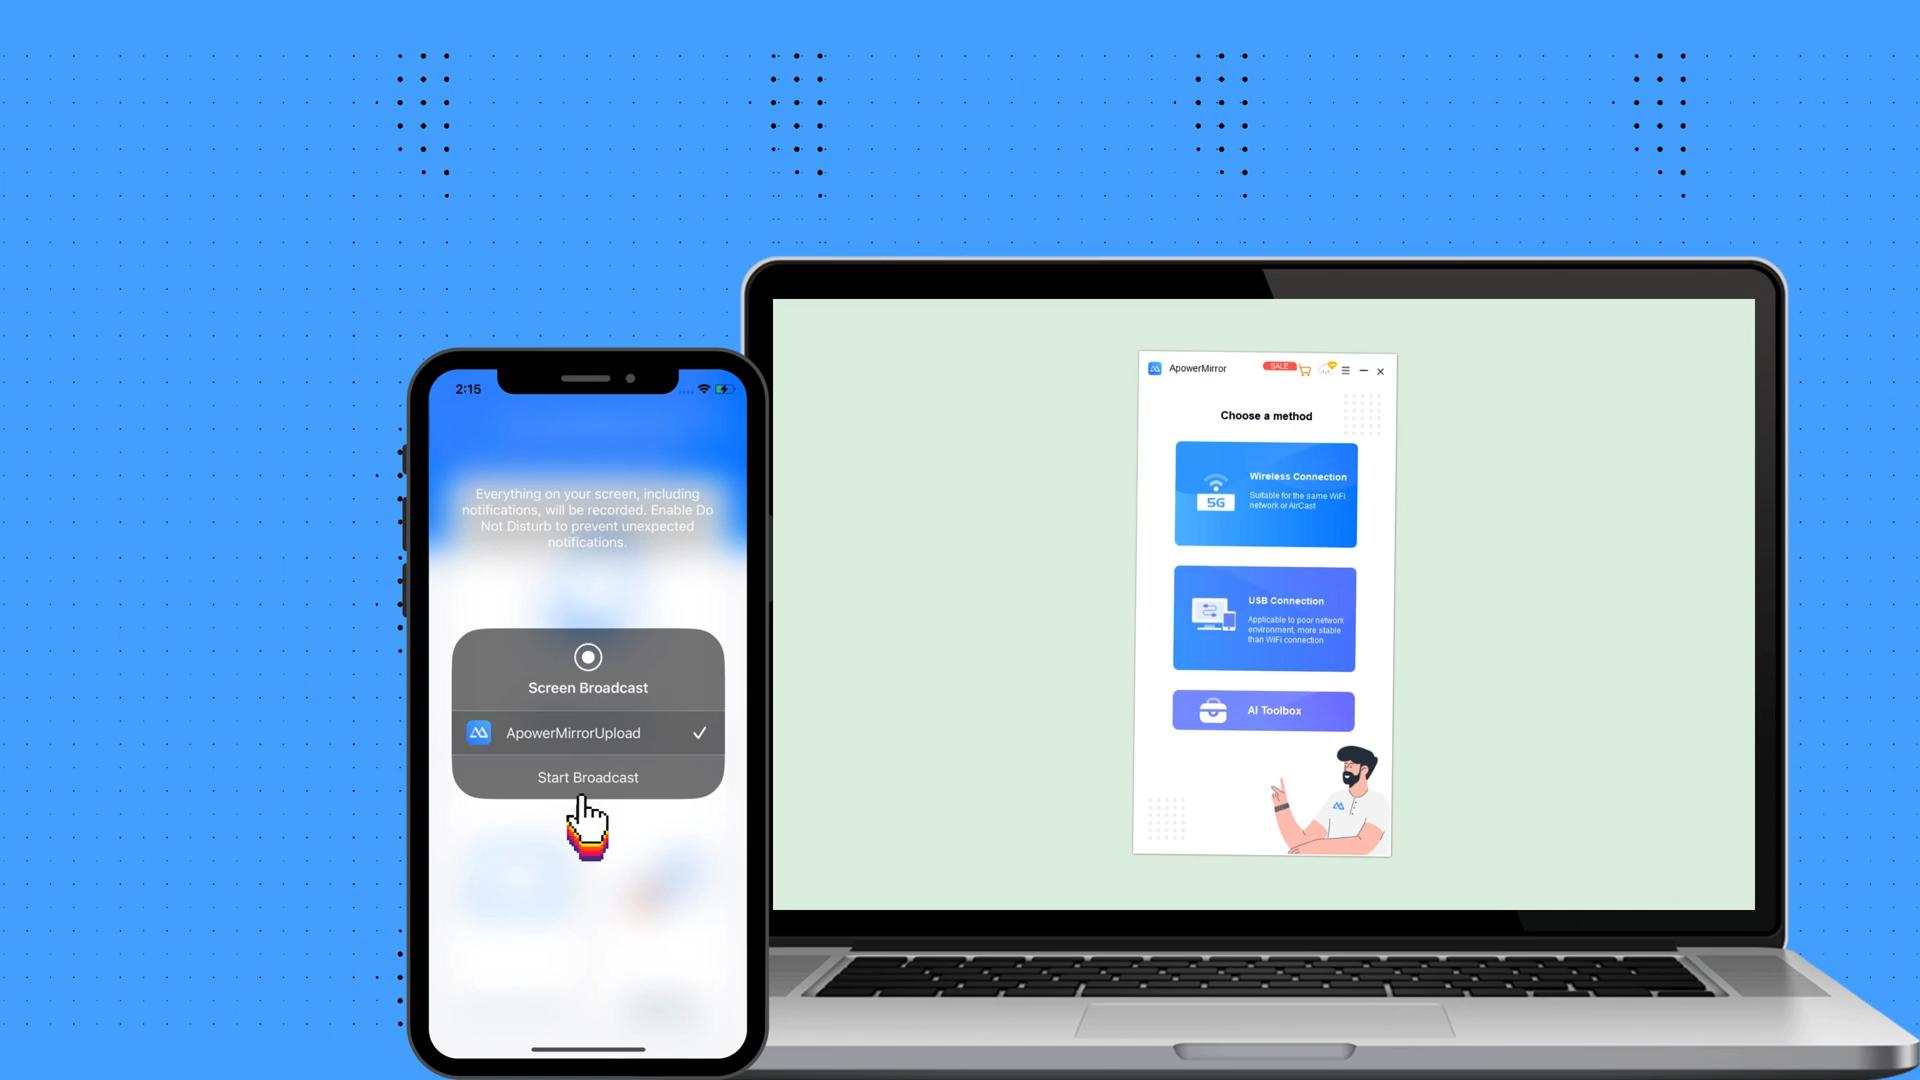 2:15
Everything on your screen, including
notifications, will be recorded. Enable Do
Not Disturb to prevent unexpected
notifications.
Screen Broadcast
ApowerMirrorUpload
Start Broadcast
ApowerMirror
SALE
Choose a method
5G
Wireless Connection
Suitable for the same WiFi
network or AirCast
USB Connection
Applicable to poor network
environment, more stable
than WiFi connection
AI Toolbox